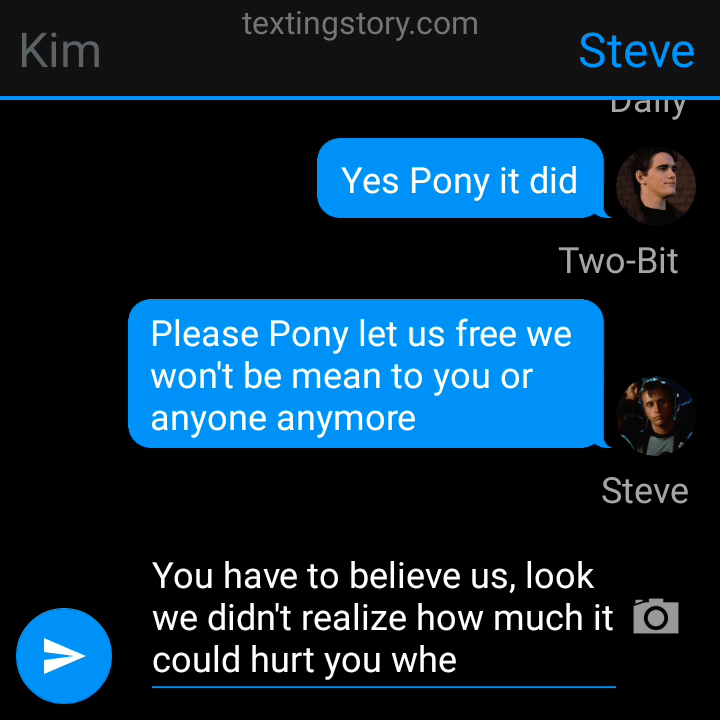 textingstory.com
Kim
Steve
Dally
Yes Pony it did
Two-Bit
Please Pony let us free we
won't be mean to you or
anyone anymore
Steve
You have to believe us, look
we didn't realize how much it
could hurt you whe